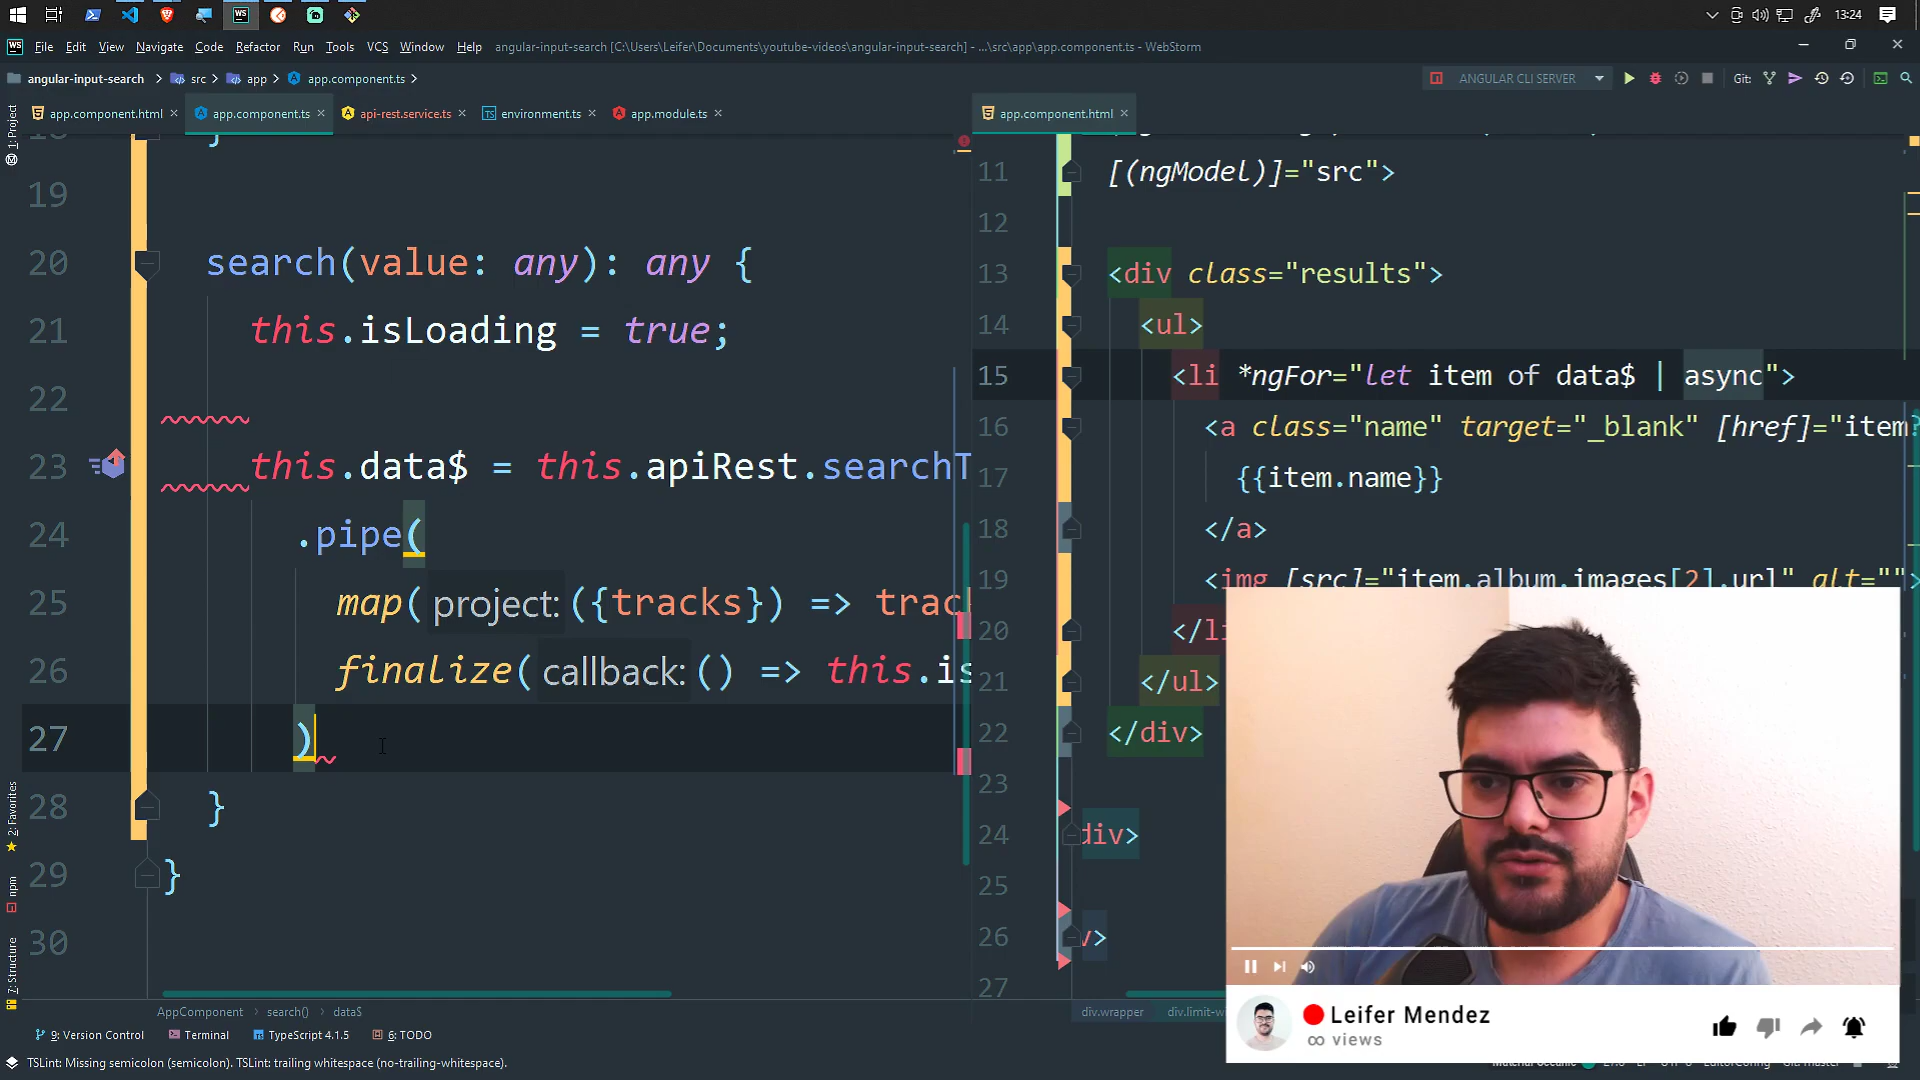 13:24
File Edit View Navigate Code Refactor Run Tools VCS Window Help angular-input-search [C:\Users\Leifer\Documents\youtube-videos\angular-input-search] - ...\src\app\app.component.ts - WebStorm
angular-input-search src app app.component.ts
ANGULAR CLI SERVER Git:
app.component.html app.component.ts api-rest.service.ts environment.ts app.module.ts
app.component.html
1: Project
2: Favorites
npm
7: Structure
19
20 search(value: any): any {
21 this.isLoading = true;
22
23 this.data$ = this.apiRest.searchT
24 .pipe(
25 map( project: ({tracks}) => trac
26 finalize( callback: () => this.is
27 )
28 }
29 }
30
11 [(ngModel)]="src">
12
13 <div class="results">
14 <ul>
15 <li *ngFor="let item of data$ | async">
16 <a class="name" target="_blank" [href]="item?
17 {{item.name}}
18 </a>
19 <img [src]="item.album.images[2].url" alt="">
20 </li
21 </ul>
22 </div>
23
24 div>
25
26 v>
27
AppComponent search() data$
div.wrapper div.limit-w
9: Version Control Terminal TypeScript 4.1.5 6: TODO
TSLint: Missing semicolon (semicolon). TSLint: trailing whitespace (no-trailing-whitespace).
Leifer Mendez
∞ views